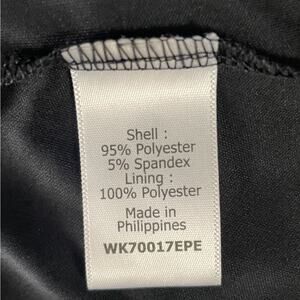 Shell :
95% Polyester
5% Spandex
Lining :
100% Polyester
Made in
Philippines
WK70017EPE